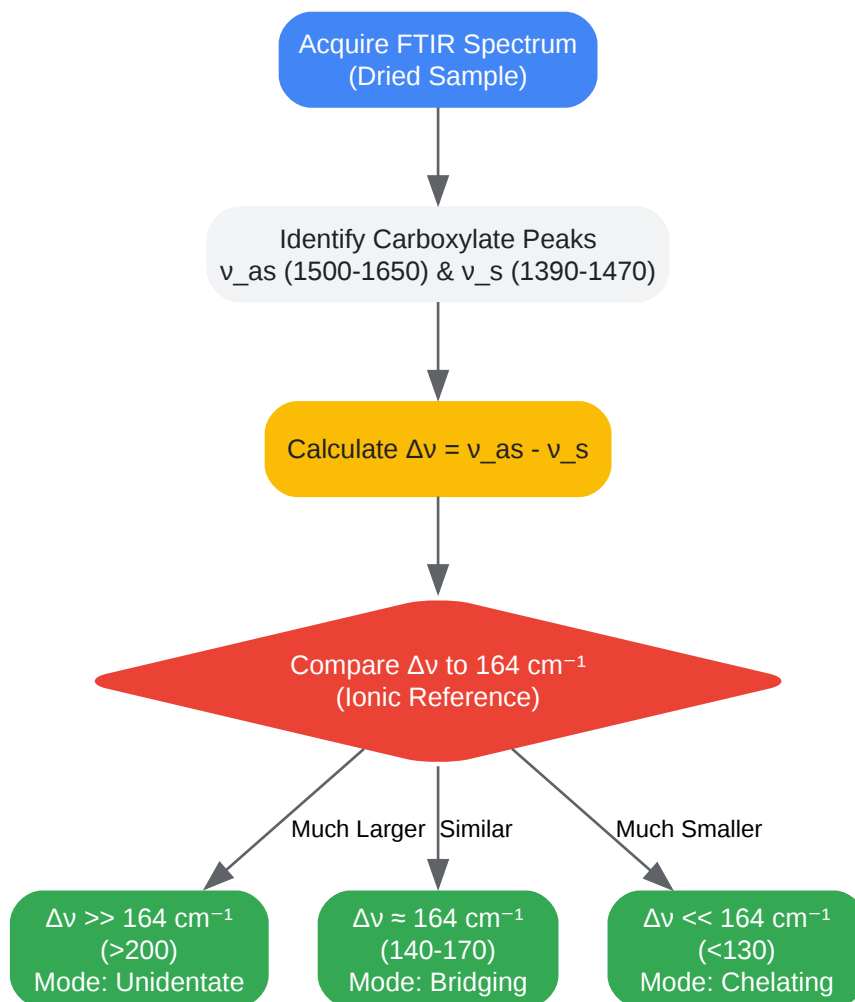 Acquire FTIR Spectrum
(Dried Sample)
Identify Carboxylate Peaks
ν_as (1500-1650) & ν_s (1390-1470)
Calculate Δν = ν_as - ν_s
Compare Δν to 164 cm⁻¹
(Ionic Reference)
Much Larger
Similar
Much Smaller
Δν >> 164 cm⁻¹
(>200)
Mode: Unidentate
Δν ≈ 164 cm⁻¹
(140-170)
Mode: Bridging
Δν << 164 cm⁻¹
(<130)
Mode: Chelating